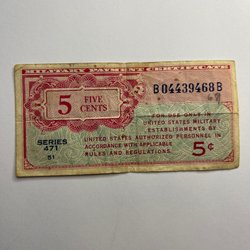 MILITARY PAYMENT CERTIFICATE
B04439468B
5 FIVE CENTS
FOR USE ONLY IN
UNITED STATES MILITARY
ESTABLISHMENTS BY
UNITED STATES AUTHORIZED PERSONNEL IN
ACCORDANCE WITH APPLICABLE
RULES AND REGULATIONS.
SERIES
471
51
5¢